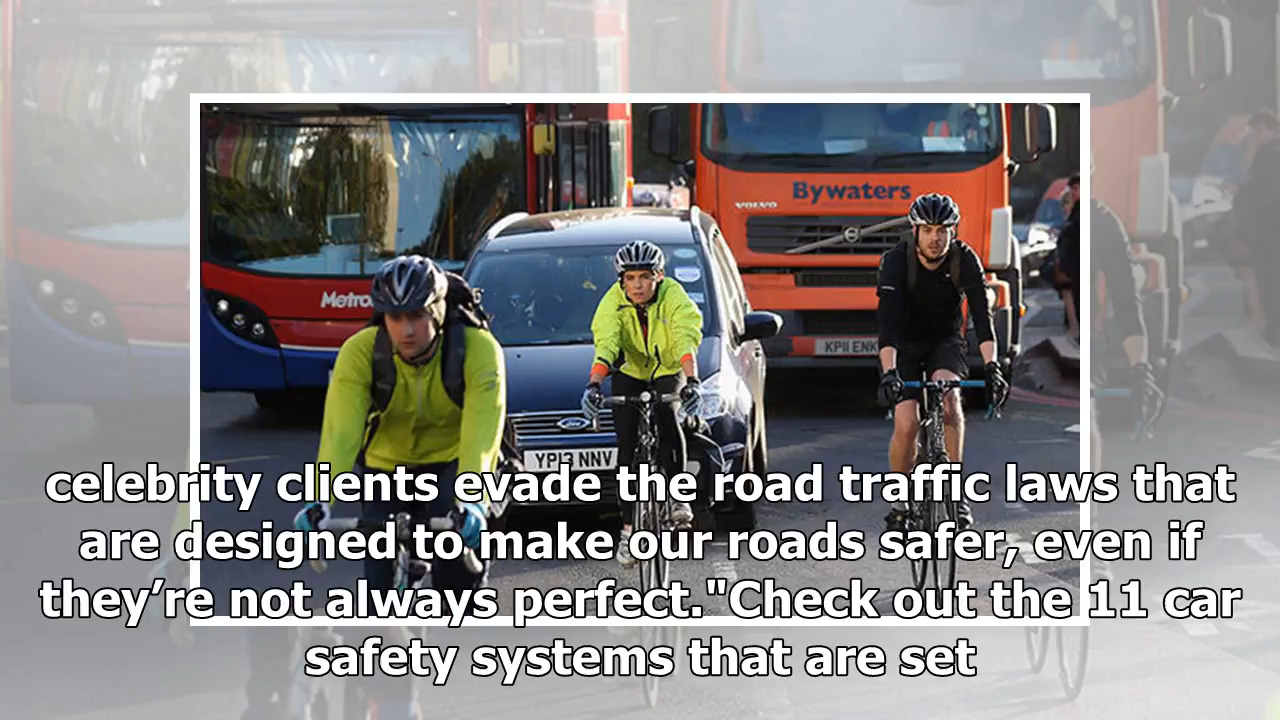 Bywaters
VOLVO
Metro
KP11 ENK
Ford
YP13 NNV
celebrity clients evade the road traffic laws that
are designed to make our roads safer, even if
they’re not always perfect."Check out the 11 car
safety systems that are set